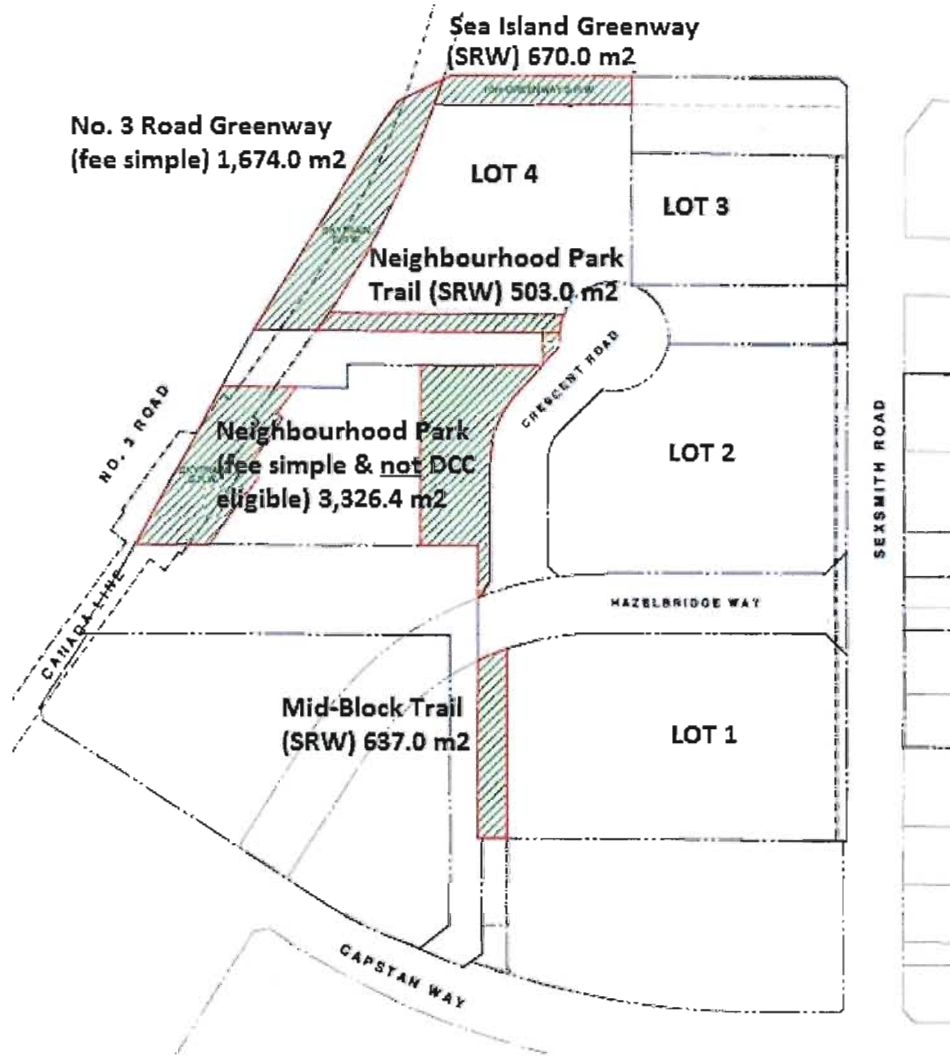 Sea Island Greenway
(SRW) 670.0 m2
No. 3 Road Greenway
(fee simple) 1,674.0 m2
LOT 4
LOT 3
Neighbourhood Park
Trail (SRW) 503.0 m2
CRESCENT ROAD
NO. 3 ROAD
Neighbourhood Park
(fee simple & not DCC
eligible) 3,326.4 m2
LOT 2
SEXSMITH ROAD
CANADA LINE
HAZELBRIDGE WAY
Mid-Block Trail
(SRW) 637.0 m2
LOT 1
CAPSTAN WAY